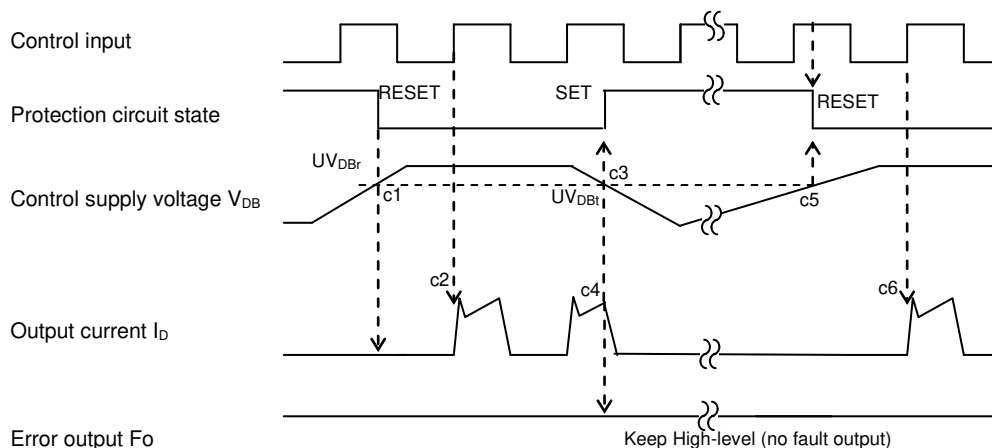 Control input
RESET
SET
RESET
Protection circuit state
UVDBr
c1
c3
UVDBt
c5
Control supply voltage VDB
c2
c4
c6
Output current ID
Error output Fo
Keep High-level (no fault output)